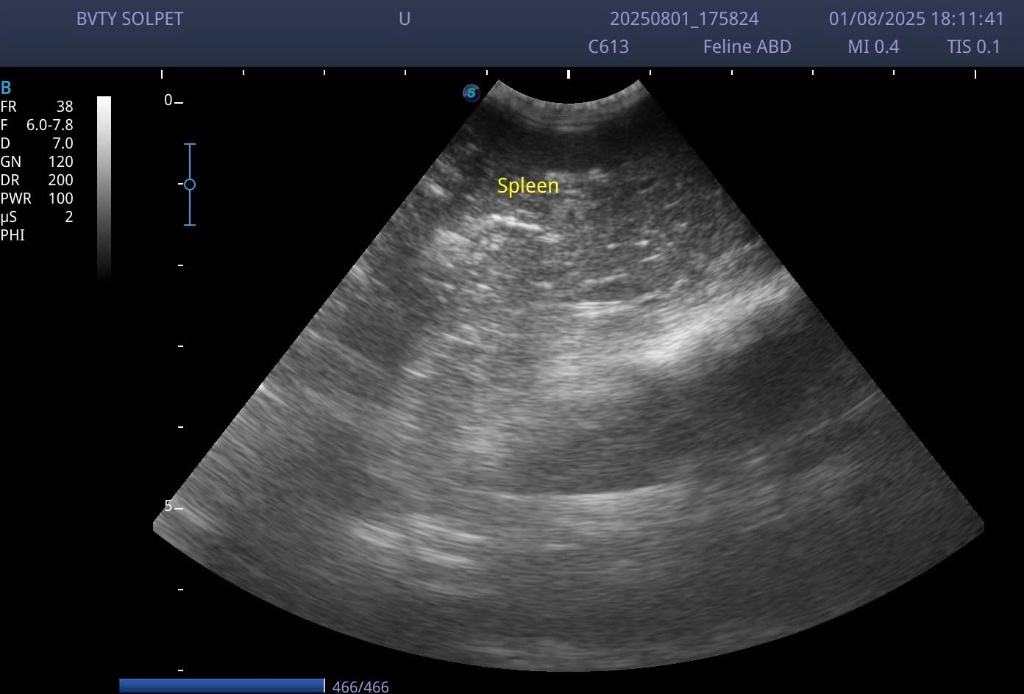 BVTY SOLPET U 20250801_175824 01/08/2025 18:11:41
C613 Feline ABD MI 0.4 TIS 0.1
B
FR 38
F 6.0-7.8
D 7.0
GN 120
DR 200
PWR 100
µS 2
PHI
0
S
Spleen
5
466/466